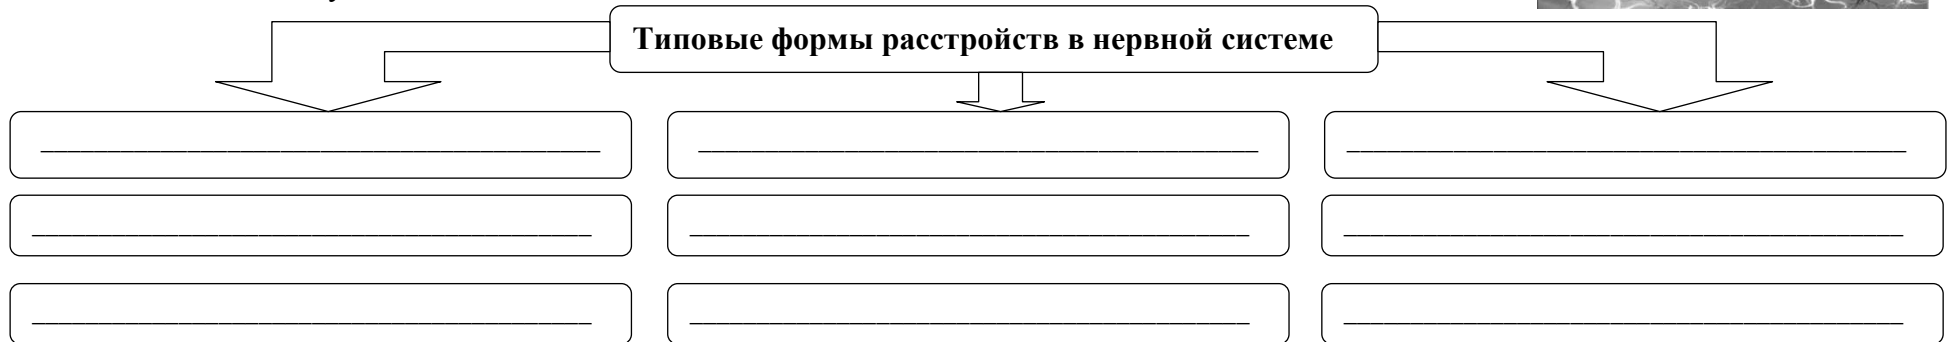 Типовые формы расстройств в нервной системе